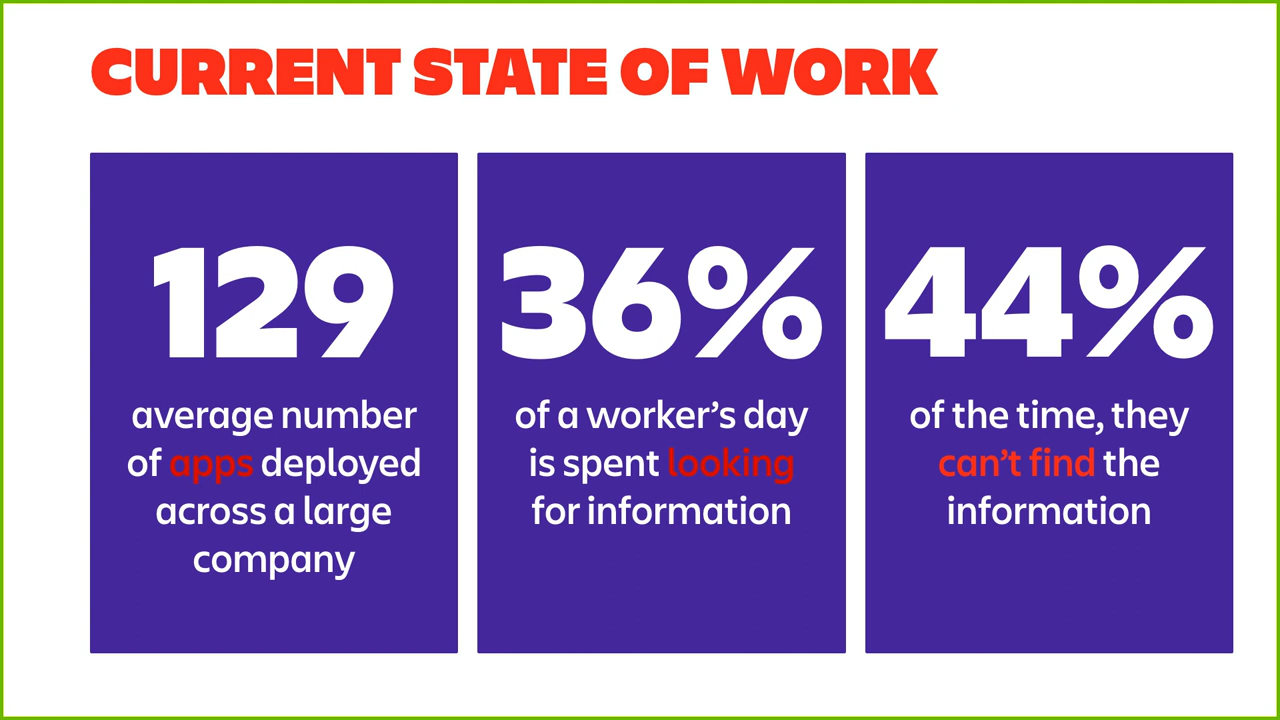 CURRENT STATE OF WORK
129
average number
of apps deployed
across a large
company
36%
of a worker’s day
is spent looking
for information
44%
of the time, they
can’t find the
information